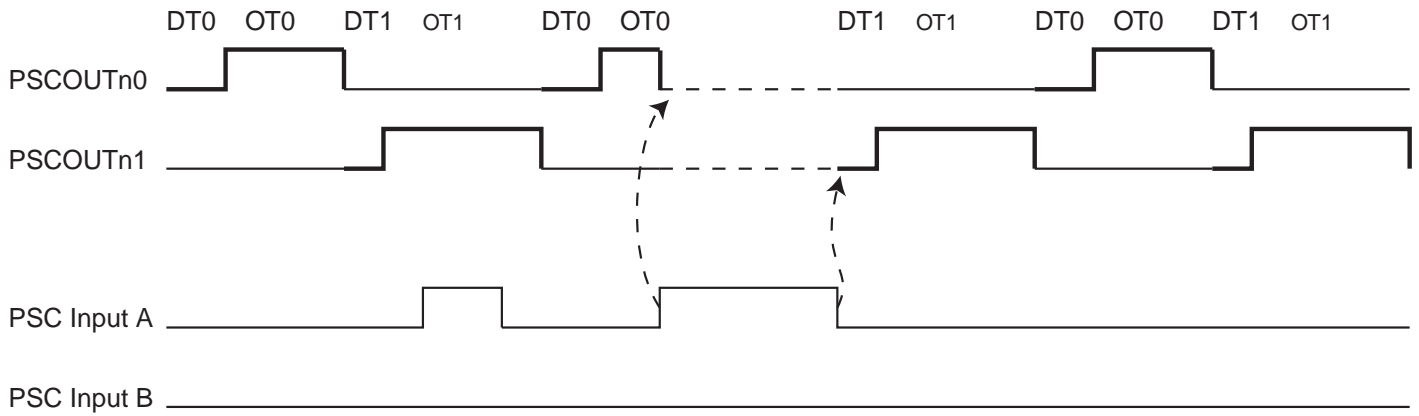 DT0 OT0 DT1 OT1 DT0 OT0 DT1 OT1 DT0 OT0 DT1 OT1
PSCOUTn0
PSCOUTn1
PSC Input A
PSC Input B